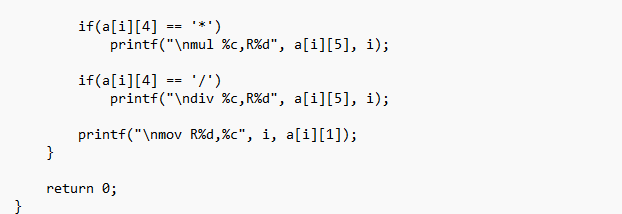 if(a[i][4] == '*')
printf("\nmul %c,R%d", a[i][5], i);
if(a[i][4] == '/')
printf("\ndiv %c,R%d", a[i][5], i);
printf("\nmov R%d,%c", i, a[i][1]);
}
return 0;
}